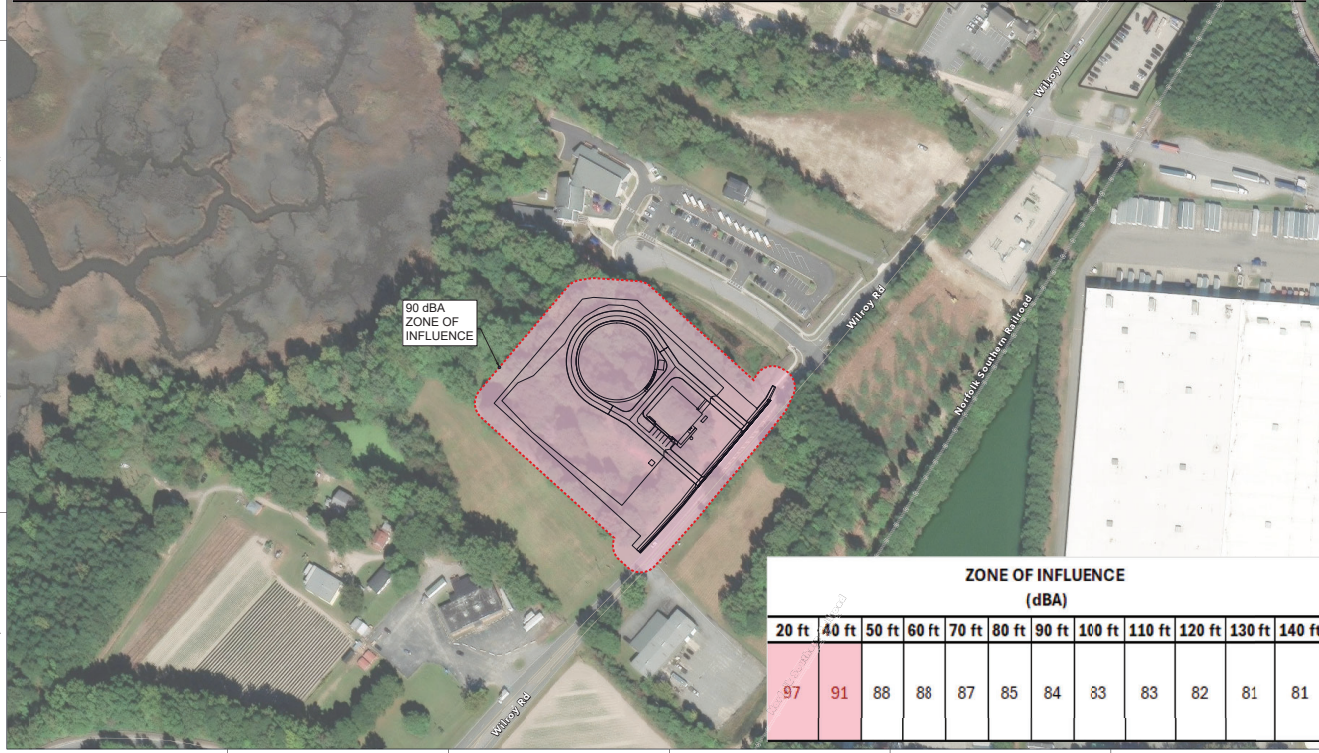 Wilroy Rd
90 dBA
ZONE OF
INFLUENCE
Wilroy Rd
Norfolk Southern Railroad
Wilroy Rd
ZONE OF INFLUENCE
(dBA)
20 ft 40 ft 50 ft 60 ft 70 ft 80 ft 90 ft 100 ft 110 ft 120 ft 130 ft 140 ft
97 91 88 88 87 85 84 83 83 82 81 81